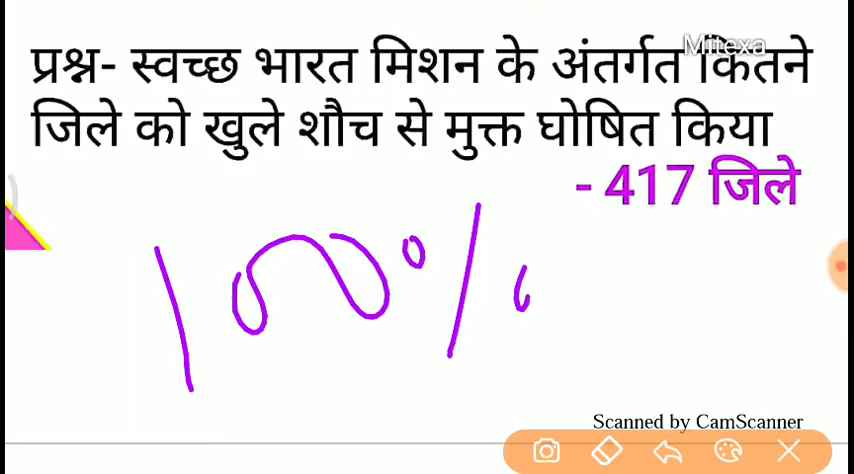 Mitexa
प्रश्न- स्वच्छ भारत मिशन के अंतर्गत कितने
जिले को खुले शौच से मुक्त घोषित किया
- 417 जिले
100%
Scanned by CamScanner